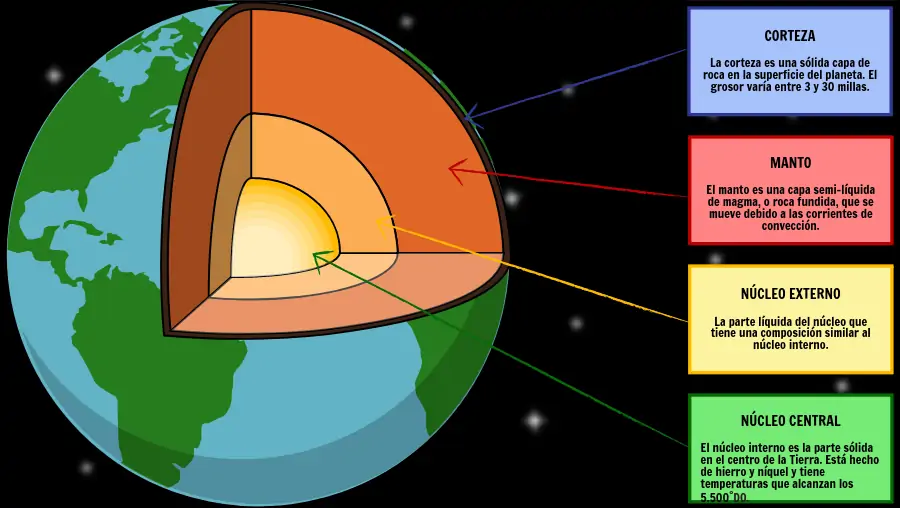 CORTEZA
La corteza es una sólida capa de
roca en la superficie del planeta. El
grosor varía entre 3 y 30 millas.
MANTO
El manto es una capa semi-líquida
de magma, o roca fundida, que se
mueve debido a las corrientes de
convección.
NÚCLEO EXTERNO
La parte líquida del núcleo que
tiene una composición similar al
núcleo interno.
NÚCLEO CENTRAL
El núcleo interno es la parte sólida
en el centro de la Tierra. Está hecho
de hierro y níquel y tiene
temperaturas que alcanzan los